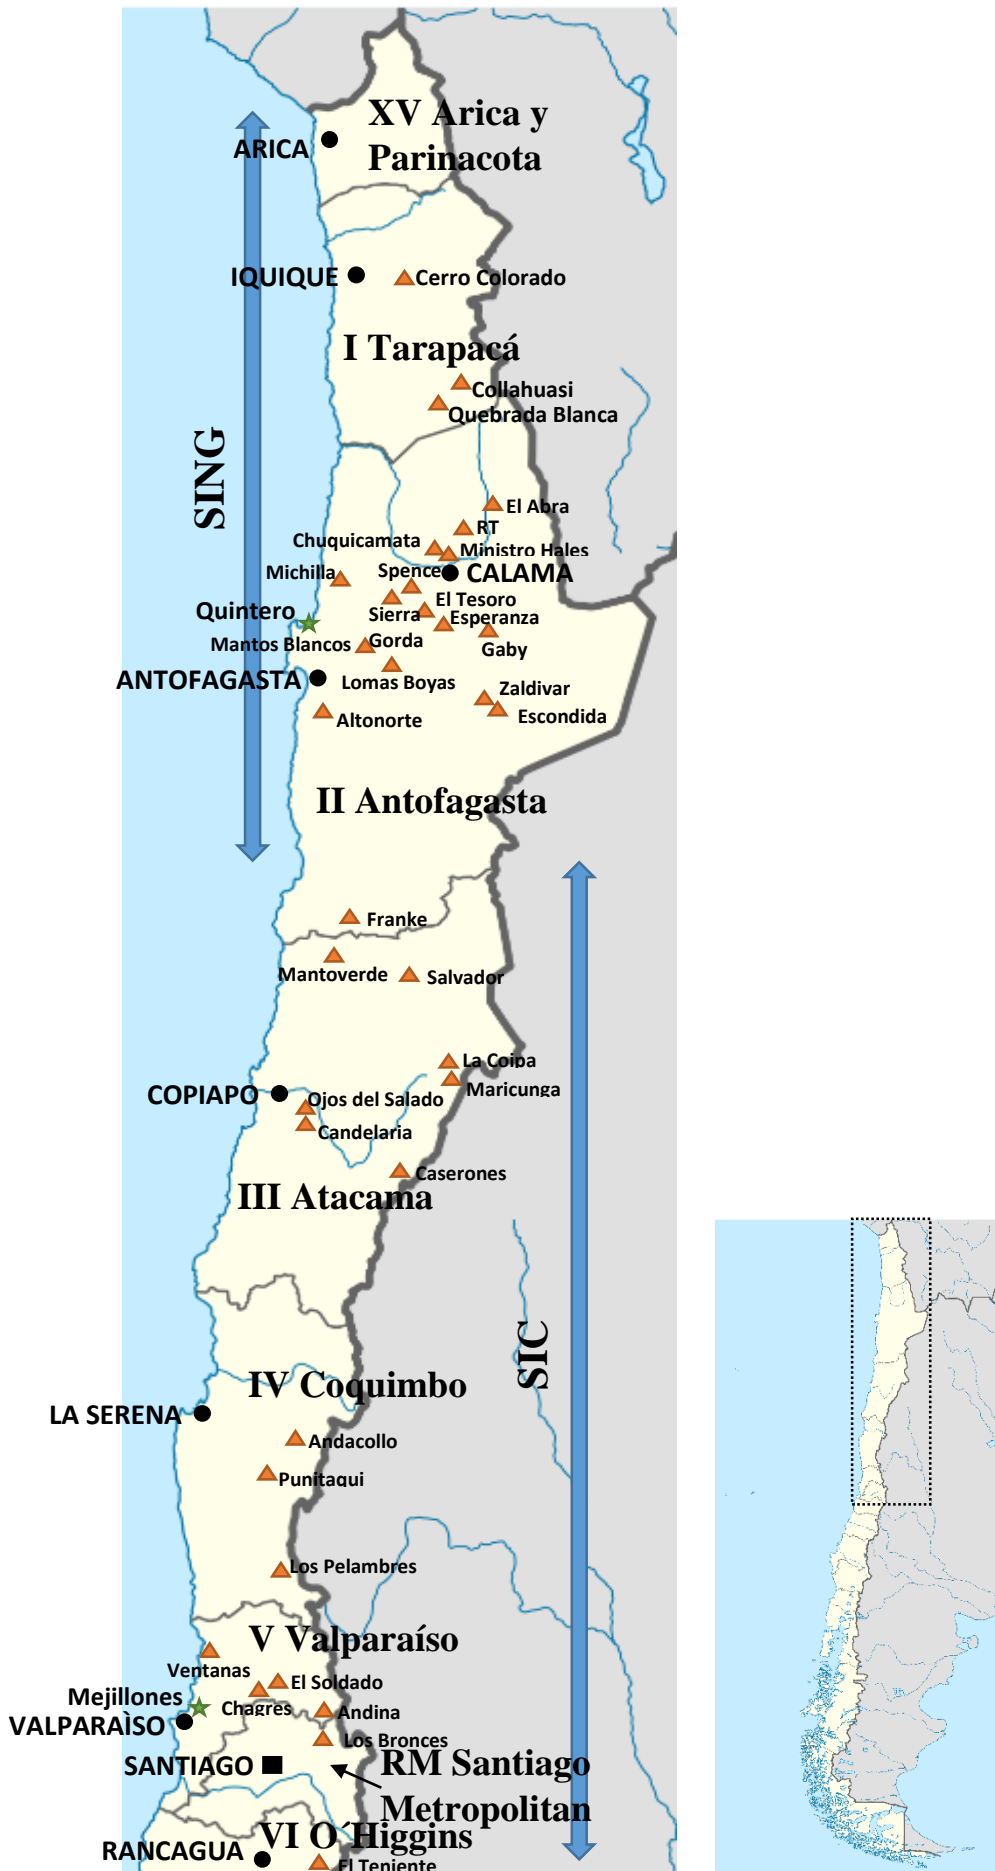 XV Arica y
Parinacota
ARICA
IQUIQUE
Cerro Colorado
I Tarapacá
Collahuasi
Quebrada Blanca
SING
El Abra
RT
Chuquicamata
Ministro Hales
Michilla
Spence
CALAMA
El Tesoro
Quintero
Sierra
Esperanza
Mantos Blancos
Gorda
Gaby
ANTOFAGASTA
Lomas Boyas
Zaldivar
Altonorte
Escondida
II Antofagasta
Franke
Mantoverde
Salvador
La Coipa
Maricunga
COPIAPO
Ojos del Salado
Candelaria
Caserones
III Atacama
SIC
IV Coquimbo
LA SERENA
Andacollo
Punitaqui
Los Pelambres
V Valparaíso
Ventanas
El Soldado
Mejillones
Chagres
Andina
VALPARAÌSO
Los Bronces
SANTIAGO
RM Santiago
Metropolitan
VI O´Higgins
RANCAGUA
El Teniente